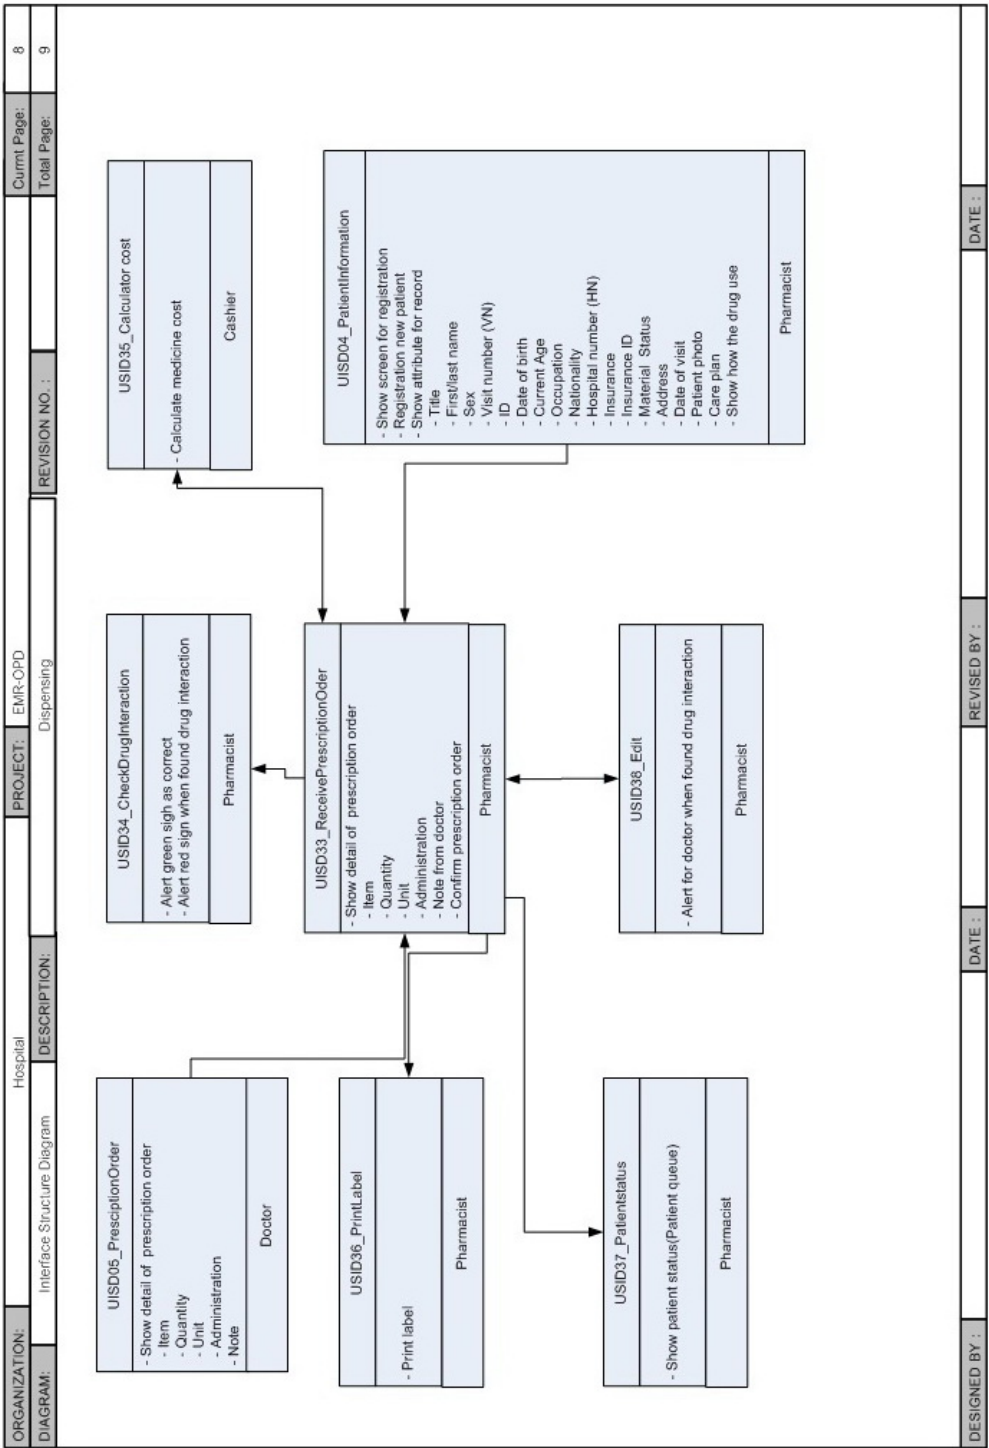 ORGANIZATION: Hospital PROJECT: EMR-OPD Currnt Page: 8
DIAGRAM: Interface Structure Diagram DESCRIPTION: Dispensing REVISION NO. : Total Page: 9
UISD05_PresciptionOrder
- Show detail of prescription order
- Item
- Quantity
- Unit
- Administration
- Note
Doctor
USID34_CheckDrugInteraction
- Alert green sigh as correct
- Alert red sign when found drug interaction
Pharmacist
USID35_Calculator cost
- Calculate medicine cost
Cashier
USID36_PrintLabel
- Print label
Pharmacist
UISD33_ReceivePrescriptionOder
- Show detail of prescription order
- Item
- Quantity
- Unit
- Administration
- Note from doctor
- Confirm prescription order
Pharmacist
UISD04_PatientInformation
- Show screen for registration
- Registration new patient
- Show attribute for record
- Title
- First/last name
- Sex
- Visit number (VN)
- ID
- Date of birth
- Current Age
- Occupation
- Nationality
- Hospital number (HN)
- Insurance
- Insurance ID
- Material Status
- Address
- Date of visit
- Patient photo
- Care plan
- Show how the drug use
Pharmacist
USID37_Patientstatus
- Show patient status(Patient queue)
Pharmacist
USID38_Edit
- Alert for doctor when found drug interaction
Pharmacist
DESIGNED BY : DATE : REVISED BY : DATE :